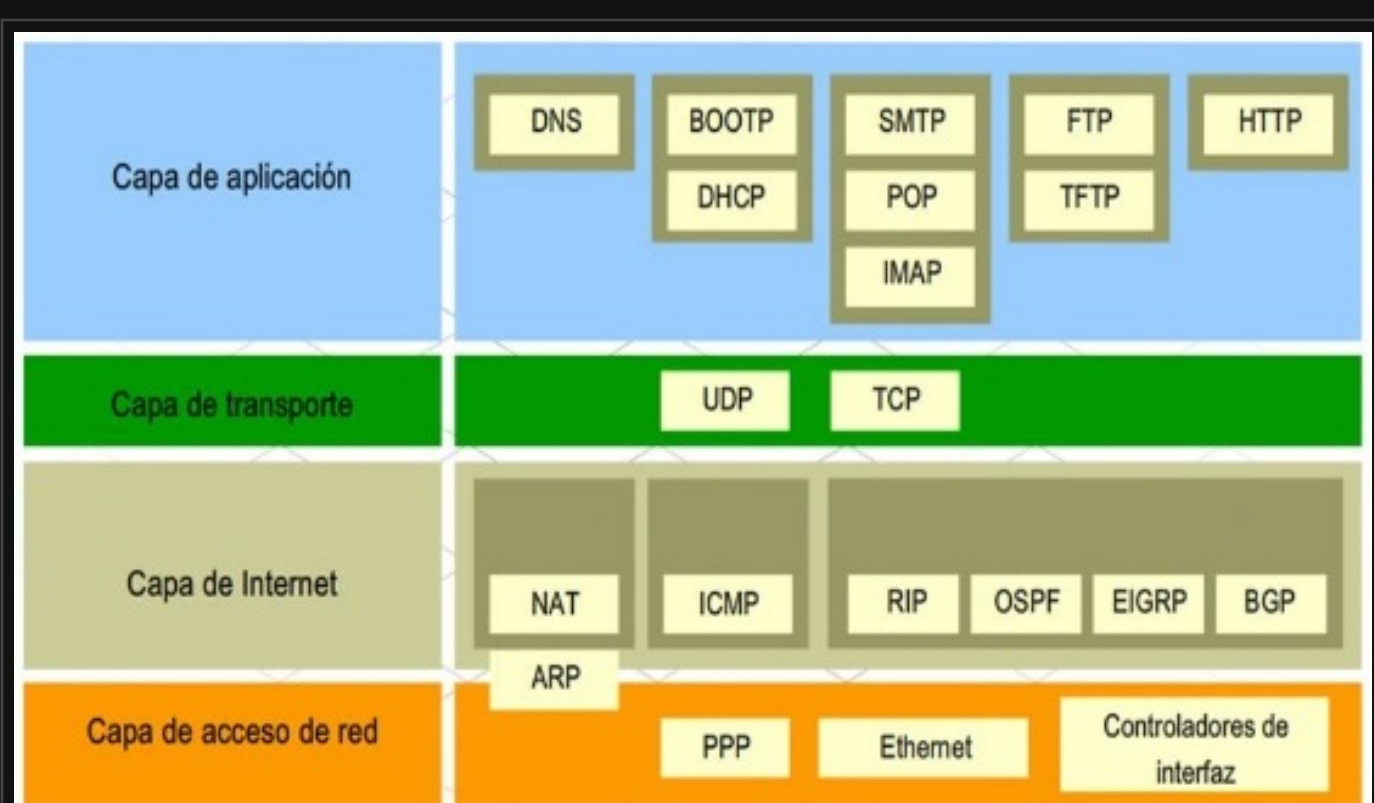 Capa de aplicación
DNS BOOTP SMTP FTP HTTP
DHCP POP TFTP
IMAP
Capa de transporte
UDP TCP
Capa de Internet
NAT ICMP RIP OSPF EIGRP BGP
ARP
Capa de acceso de red
PPP Ethernet
Controladores de
interfaz